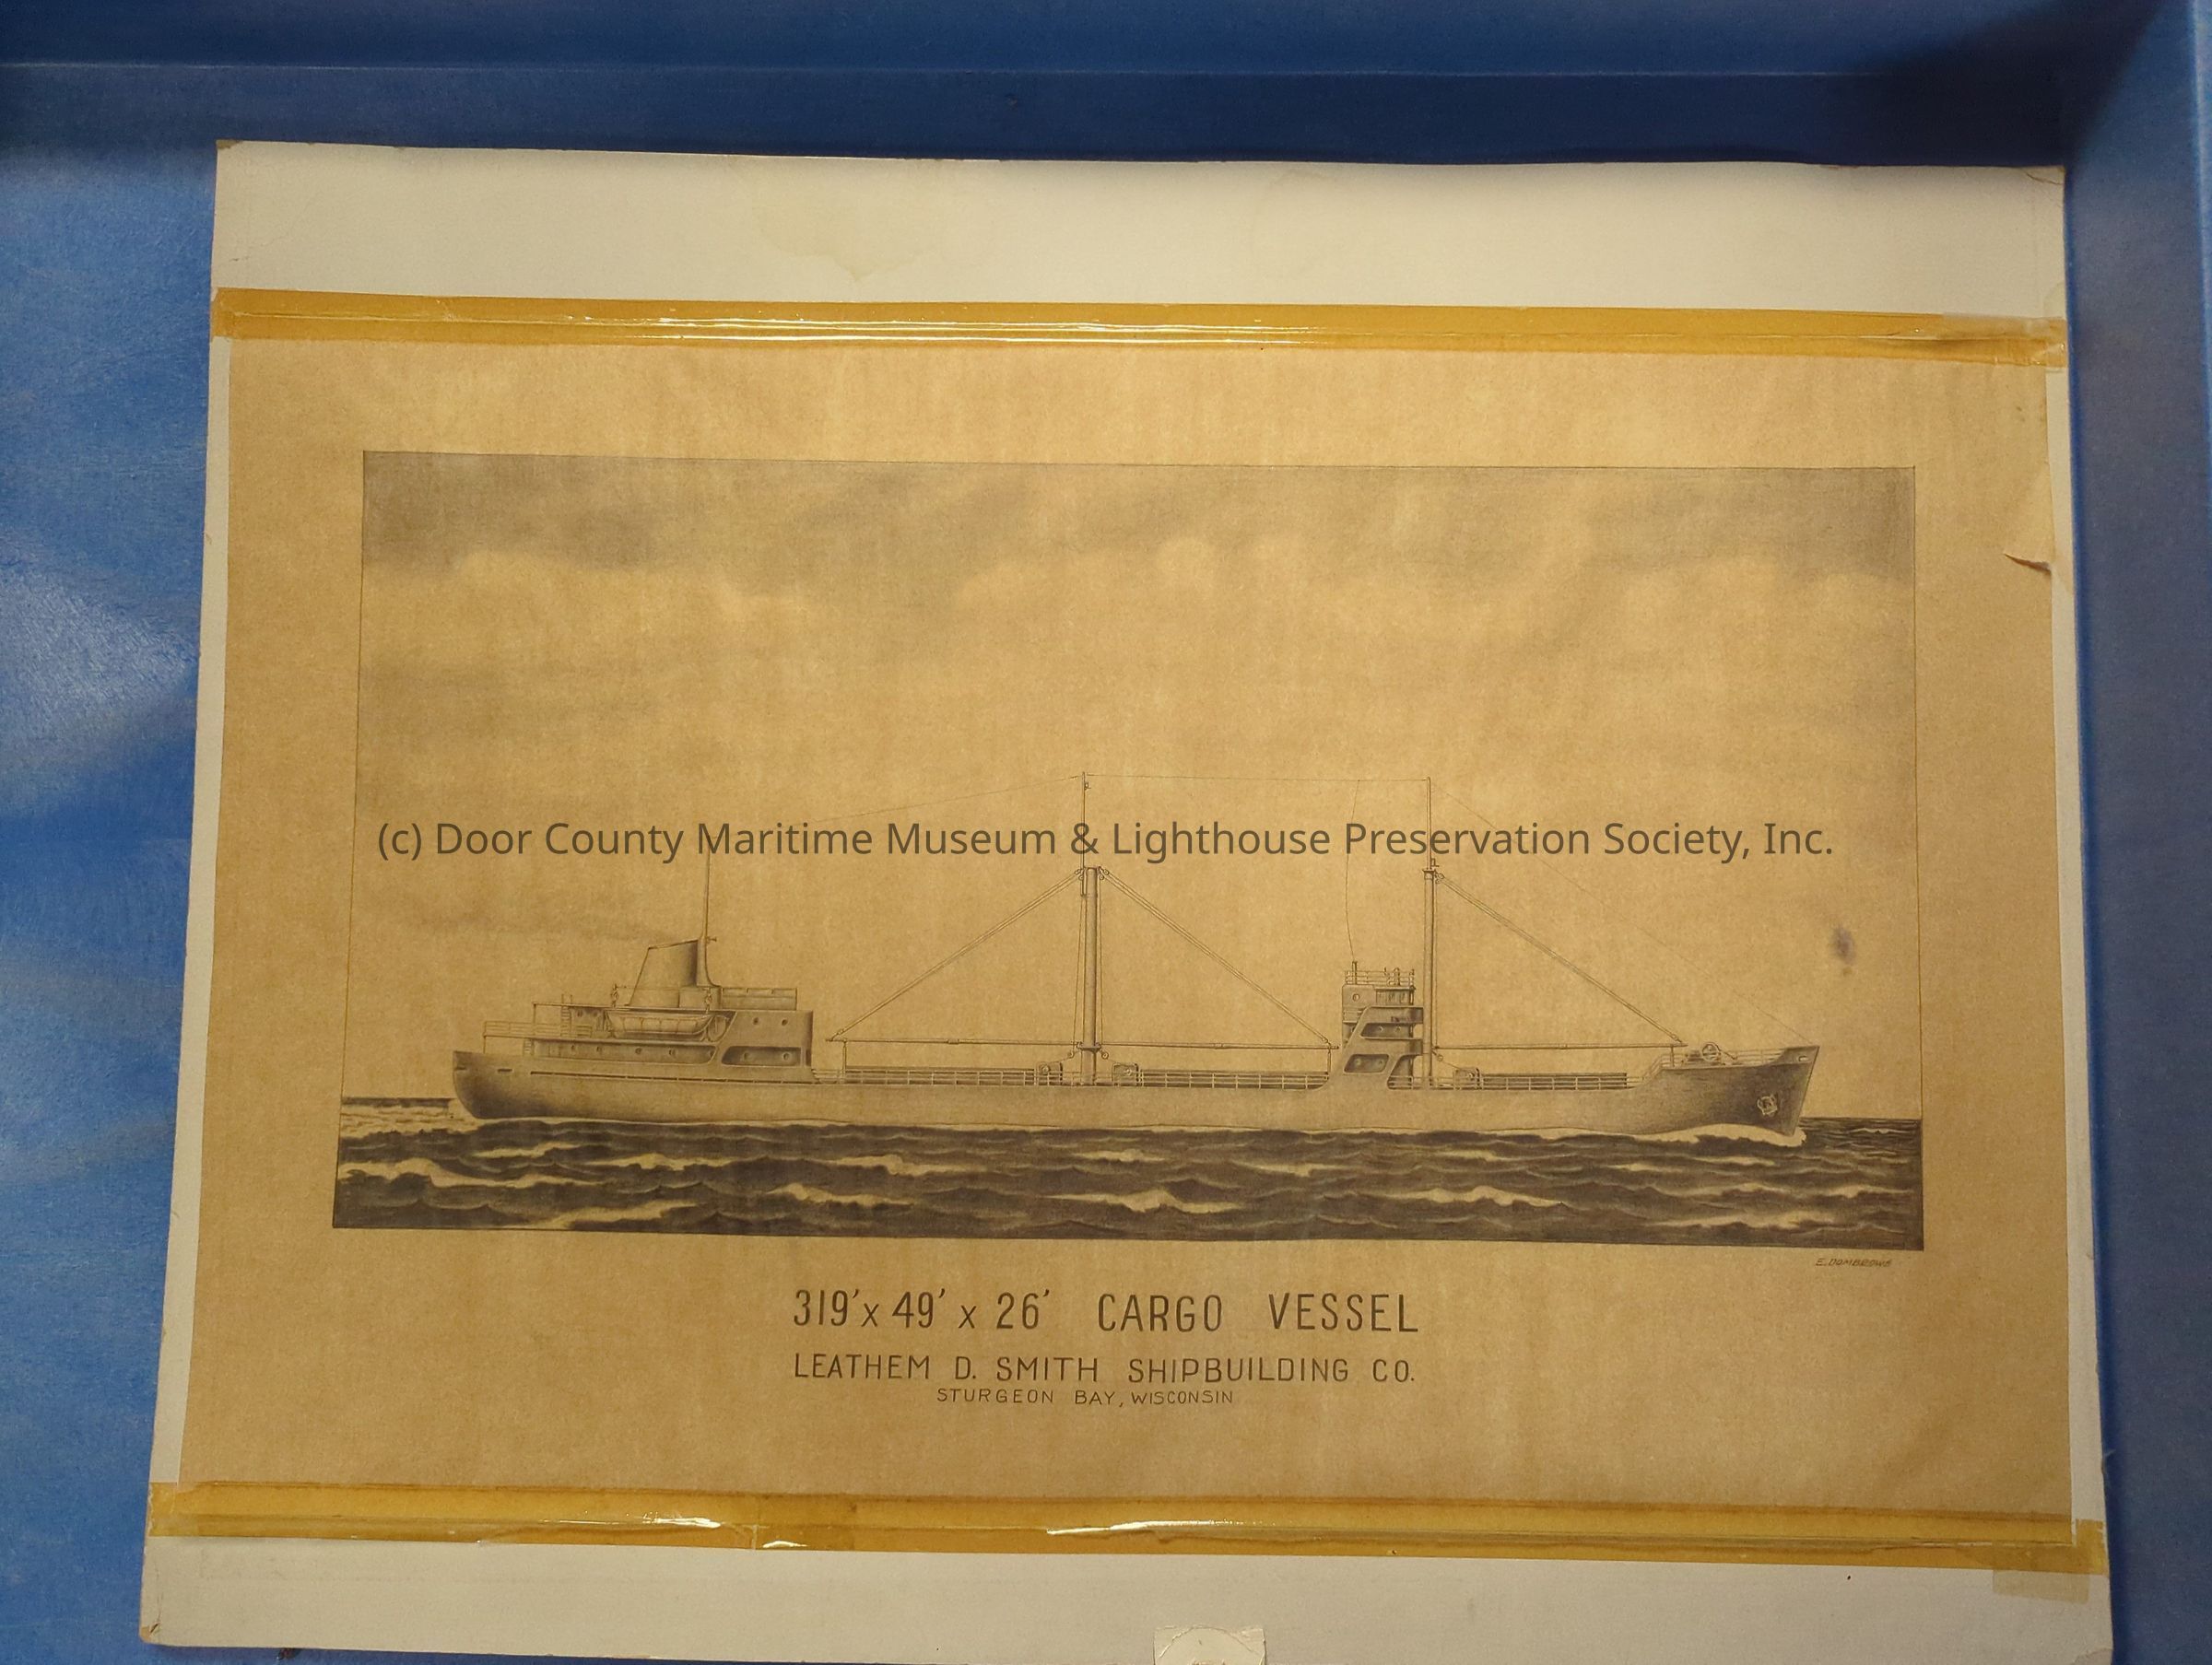 (c) Door County Maritime Museum & Lighthouse Preservation Society, Inc.
E. DOMBROWE
319' x 49' x 26' CARGO VESSEL
LEATHEM D. SMITH SHIPBUILDING CO.
STURGEON BAY, WISCONSIN